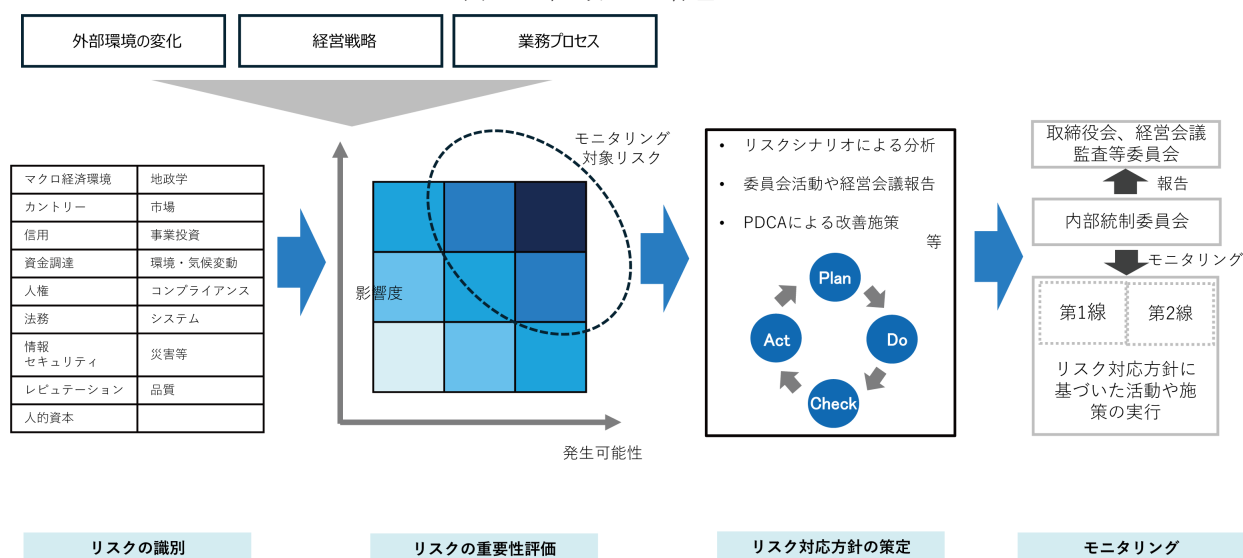 外部環境の変化
経営戦略
業務プロセス
マクロ経済環境
地政学
カントリー
市場
信用
事業投資
資金調達
環境・気候変動
人権
コンプライアンス
法務
システム
情報
セキュリティ
災害等
レピュテーション
品質
人的資本
モニタリング
対象リスク
影響度
発生可能性
• リスクシナリオによる分析
• 委員会活動や経営会議報告
• PDCAによる改善施策
等
Plan
Do
Check
Act
取締役会、経営会議
監査等委員会
報告
内部統制委員会
モニタリング
第1線
第2線
リスク対応方針に
基づいた活動や施
策の実行
リスクの識別
リスクの重要性評価
リスク対応方針の策定
モニタリング